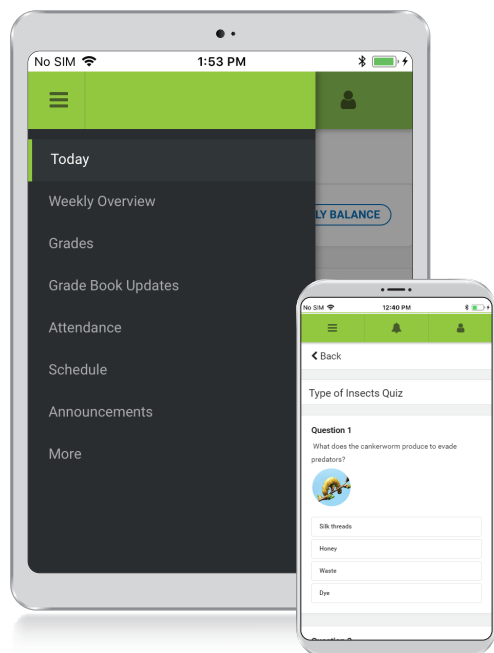 No SIM 1:53 PM
Today
LY BALANCE
Weekly Overview
Grades
Grade Book Updates
Attendance
Schedule
Announcements
More
No SIM 12:40 PM
Back
Type of Insects Quiz
Question 1
What does the cankerworm produce to evade
predators?
Silk threads
Honey
Waste
Dye